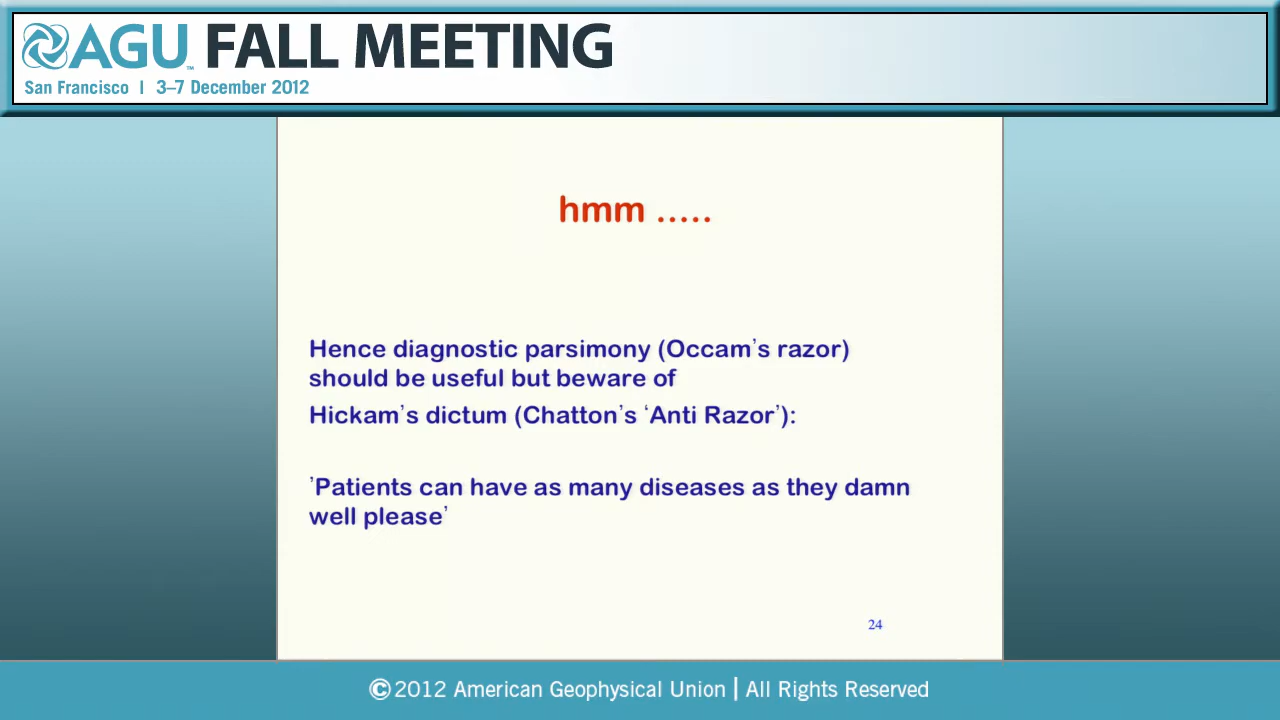 AGU™ FALL MEETING
San Francisco | 3–7 December 2012
hmm .....
Hence diagnostic parsimony (Occam’s razor)
should be useful but beware of
Hickam’s dictum (Chatton’s ‘Anti Razor’):
’Patients can have as many diseases as they damn
well please’
24
©2012 American Geophysical Union | All Rights Reserved